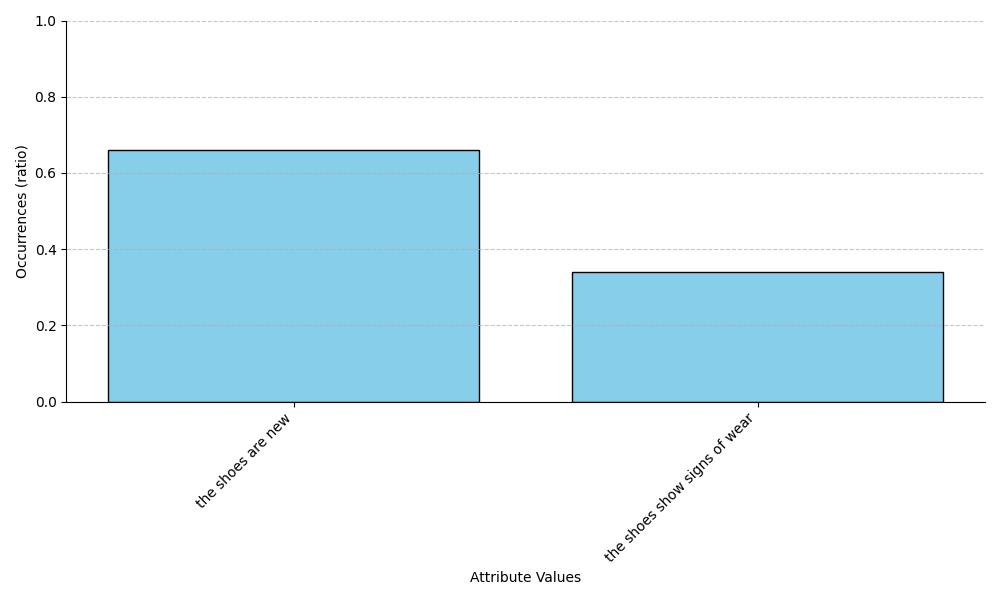 1.0
0.8
0.6
0.4
0.2
0.0
Occurrences (ratio)
the shoes are new
the shoes show signs of wear
Attribute Values